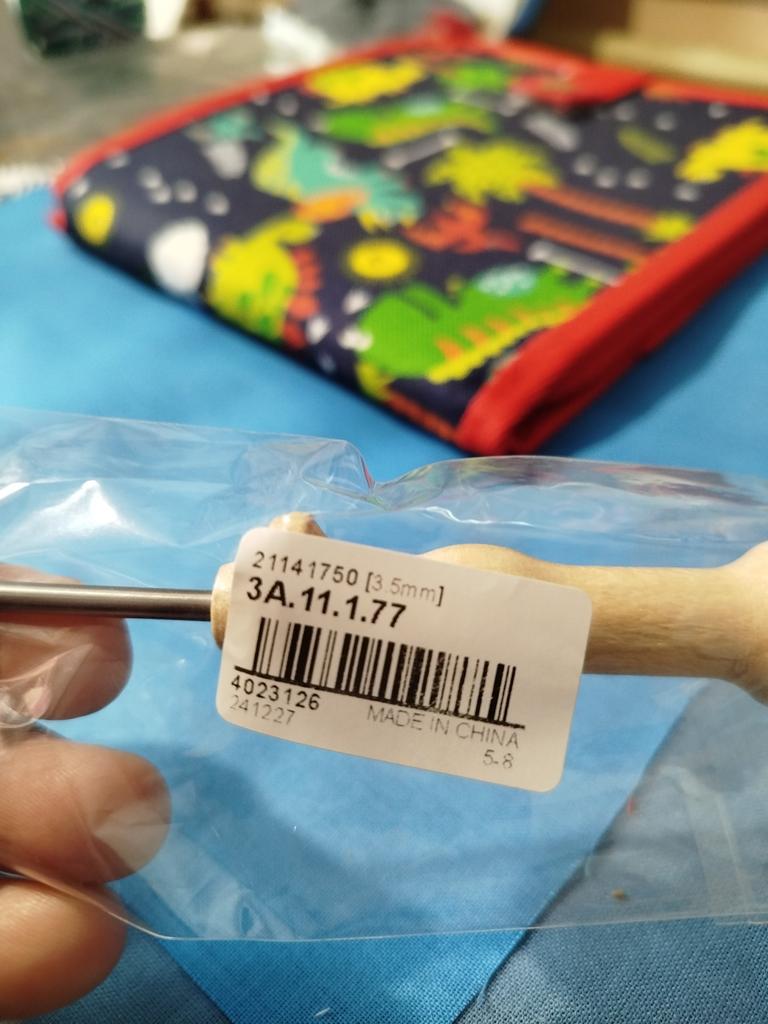 21141750 [3.5mm]
3A.11.1.77
4023126
241227
MADE IN CHINA
5-8